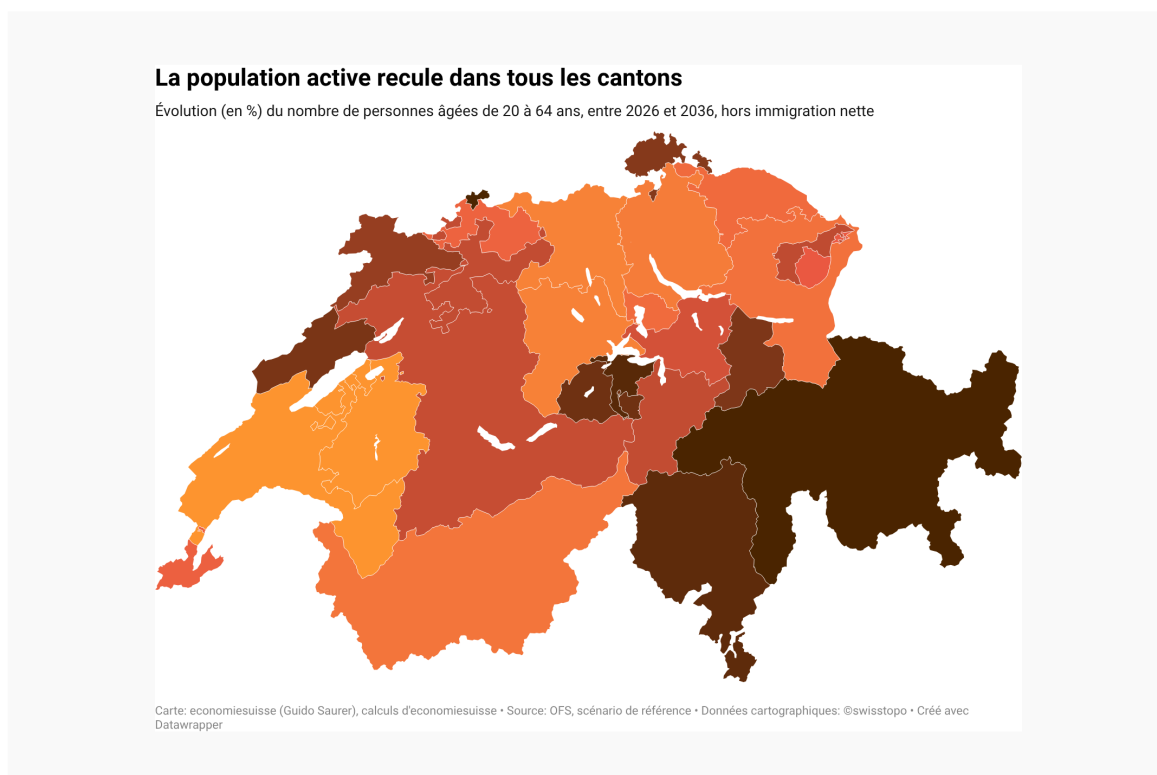 La population active recule dans tous les cantons
Évolution (en %) du nombre de personnes âgées de 20 à 64 ans, entre 2026 et 2036, hors immigration nette
Carte: economiesuisse (Guido Saurer), calculs d'economiesuisse • Source: OFS, scénario de référence • Données cartographiques: ©swisstopo • Créé avec
Datawrapper